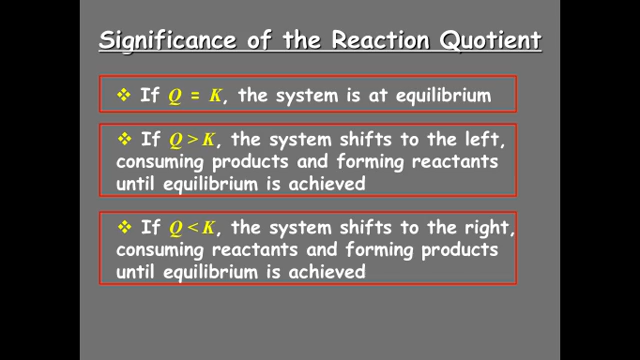 Significance of the Reaction Quotient
❖ If Q = K, the system is at equilibrium
❖ If Q > K, the system shifts to the left,
consuming products and forming reactants
until equilibrium is achieved
❖ If Q < K, the system shifts to the right,
consuming reactants and forming products
until equilibrium is achieved